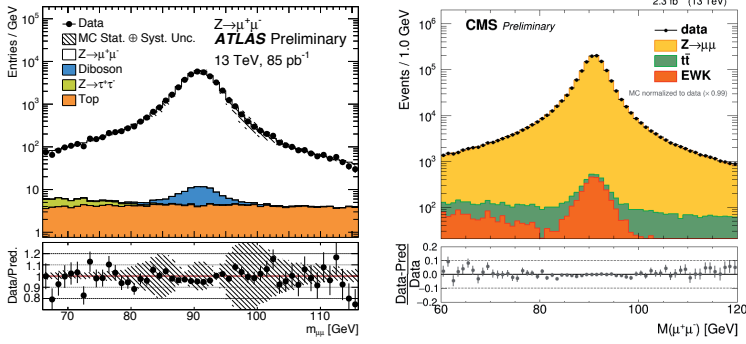 Entries / GeV
10⁵
10⁴
10³
10²
10
1
Data
MC Stat. ⊕ Syst. Unc.
Z→μ⁺μ⁻
Diboson
Z→τ⁺τ⁻
Top
Z→μ⁺μ⁻
ATLAS Preliminary
13 TeV, 85 pb⁻¹
Data/Pred.
1.2
1.1
1
0.9
0.8
70 80 90 100 110
m_μμ [GeV]
2.3 fb⁻¹ (13 TeV)
Events / 1.0 GeV
10⁶
10⁵
10⁴
10³
10²
CMS Preliminary
data
Z→μμ
tt̄
EWK
MC normalized to data (× 0.99)
Data-Pred
Data
0.2
0.1
0.0
−0.1
−0.2
60 80 100 120
M(μ⁺μ⁻) [GeV]